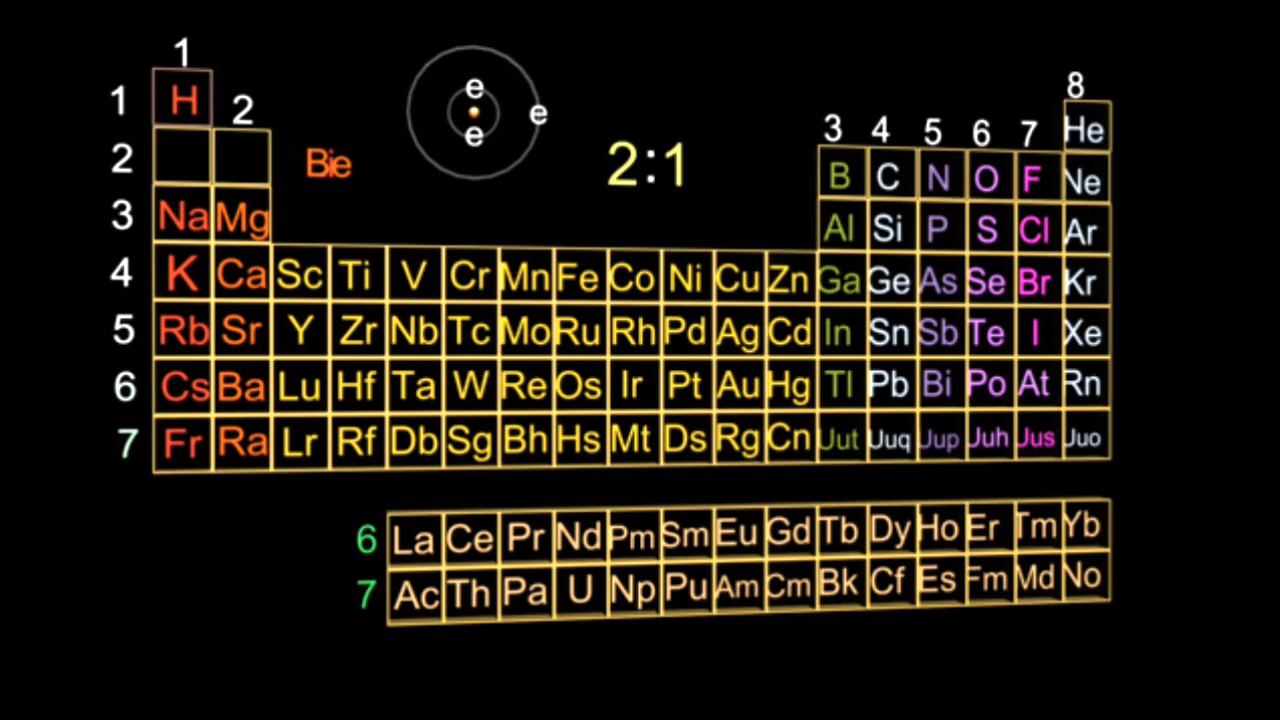 1
1 H 2 8
He
3 4 5 6 7
e e e
2 Bie 2:1 B C N O F Ne
3 Na Mg Al Si P S Cl Ar
4 K Ca Sc Ti V Cr Mn Fe Co Ni Cu Zn Ga Ge As Se Br Kr
5 Rb Sr Y Zr Nb Tc Mo Ru Rh Pd Ag Cd In Sn Sb Te I Xe
6 Cs Ba Lu Hf Ta W Re Os Ir Pt Au Hg Tl Pb Bi Po At Rn
7 Fr Ra Lr Rf Db Sg Bh Hs Mt Ds Rg Cn Uut Uuq Uup Uuh Uus Uuo
6 La Ce Pr Nd Pm Sm Eu Gd Tb Dy Ho Er Tm Yb
7 Ac Th Pa U Np Pu Am Cm Bk Cf Es Fm Md No